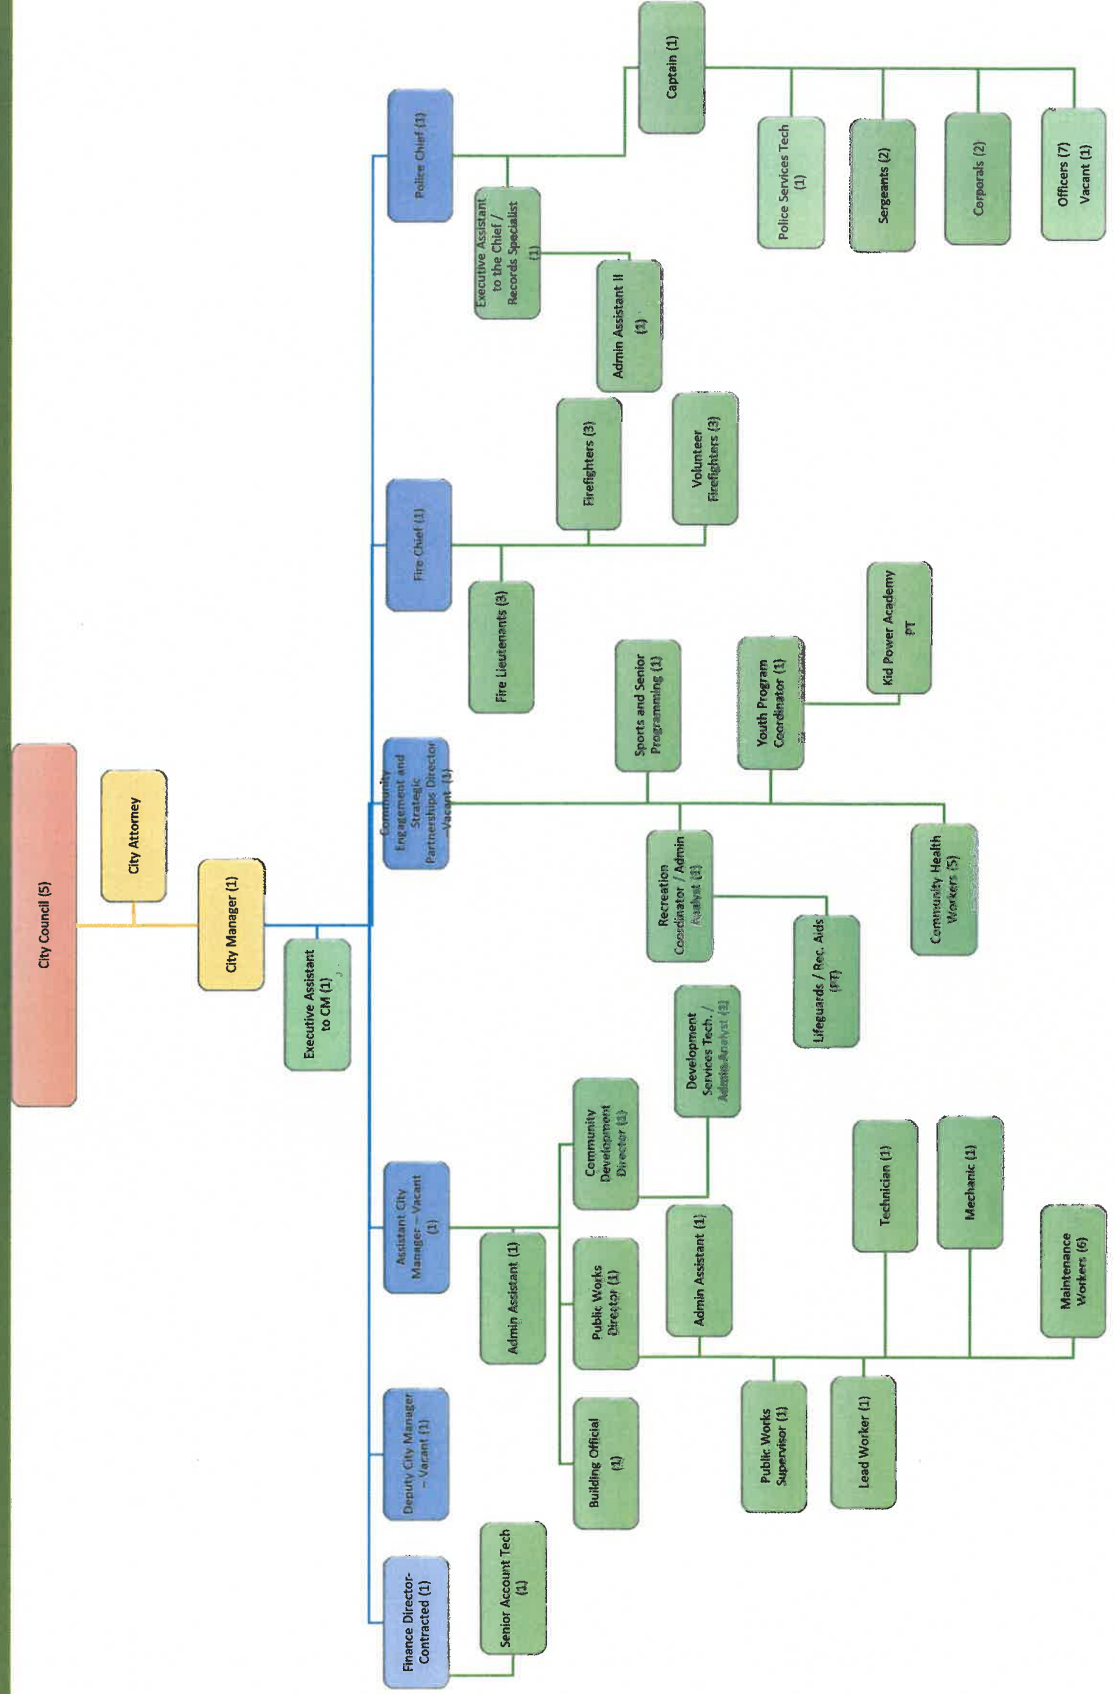 City Council (5)
City Attorney
City Manager (1)
Executive Assistant
to CM (1)
Finance Director-
Contracted (1)
Deputy City Manager
– Vacant (1)
Assistant City
Manager – Vacant
(1)
Community
Engagement and
Strategic
Partnerships Director
–Vacant (1)
Fire Chief (1)
Police Chief (1)
Senior Account Tech
(1)
Admin Assistant (1)
Building Official
(1)
Public Works
Director (1)
Community
Development
Director (1)
Admin Assistant (1)
Development
Services Tech. /
Admin Analyst (1)
Public Works
Supervisor (1)
Lead Worker (1)
Technician (1)
Mechanic (1)
Maintenance
Workers (6)
Sports and Senior
Programming (1)
Recreation
Coordinator / Admin
Analyst (1)
Youth Program
Coordinator (1)
Lifeguards / Rec. Aids
(PT)
Kid Power Academy
PT
Community Health
Workers (5)
Fire Lieutenants (3)
Firefighters (3)
Volunteer
Firefighters (3)
Executive Assistant
to the Chief /
Records Specialist
(1)
Admin Assistant II
(1)
Captain (1)
Police Services Tech
(1)
Sergeants (2)
Corporals (2)
Officers (7)
Vacant (1)